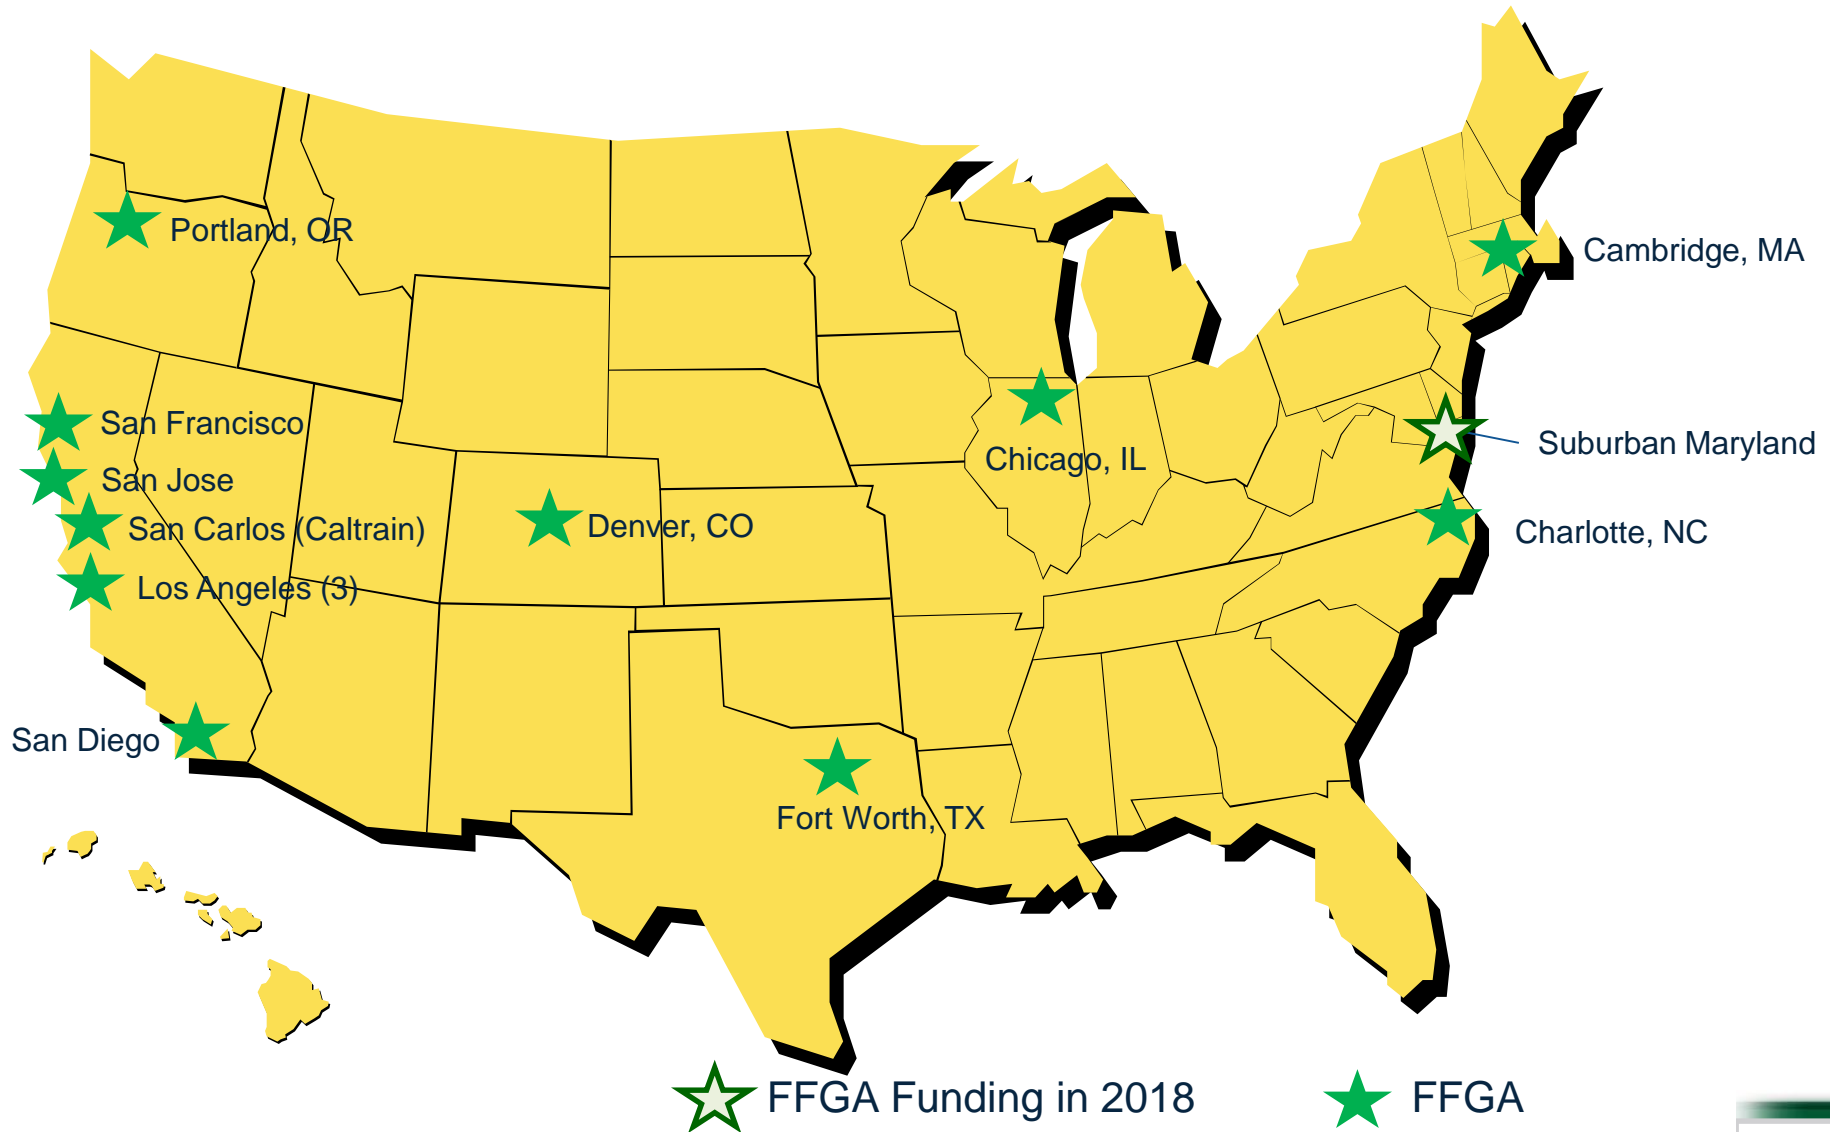 Portland, OR
Cambridge, MA
San Francisco
Suburban Maryland
Chicago, IL
San Jose
San Carlos (Caltrain)
Denver, CO
Charlotte, NC
Los Angeles (3)
San Diego
Fort Worth, TX
FFGA Funding in 2018
FFGA